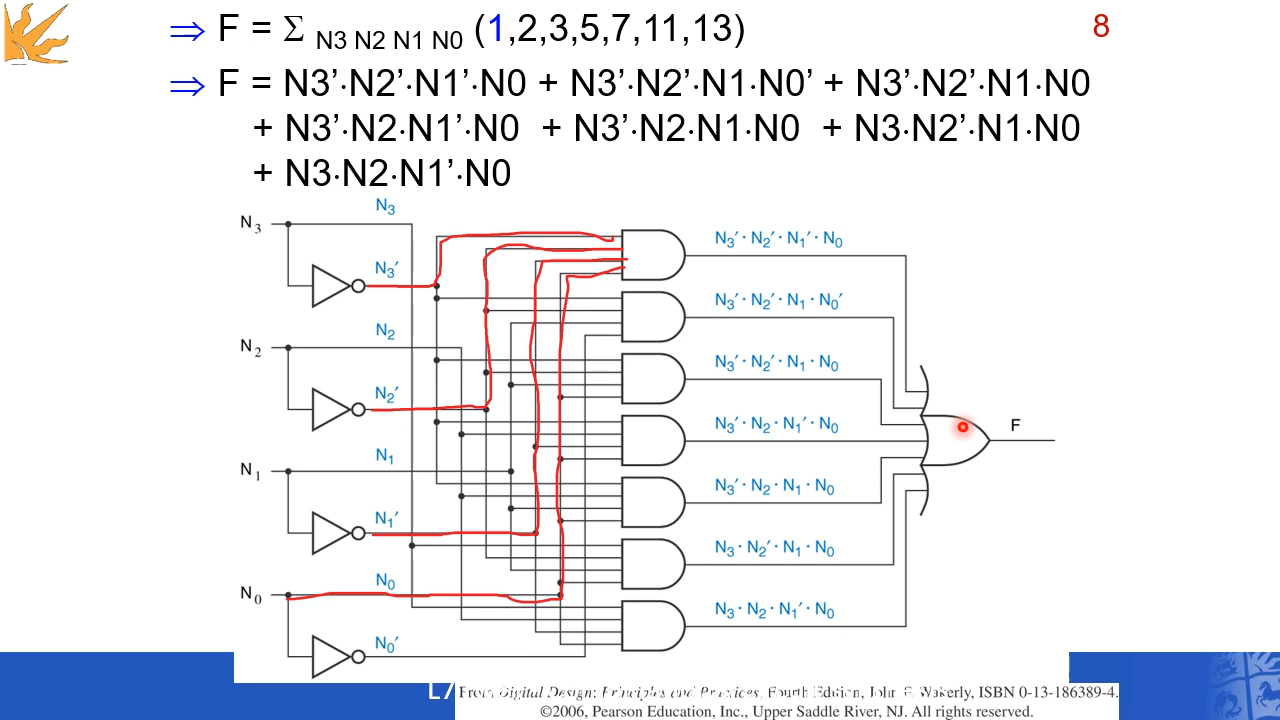 ⇒ F = Σ N3 N2 N1 N0 (1,2,3,5,7,11,13)
8
⇒ F = N3’·N2’·N1’·N0 + N3’·N2’·N1·N0’ + N3’·N2’·N1·N0
+ N3’·N2·N1’·N0 + N3’·N2·N1·N0 + N3·N2’·N1·N0
+ N3·N2·N1’·N0
N₃
N₃
N₃′
N₃′ · N₂′ · N₁′ · N₀
N₃′ · N₂′ · N₁ · N₀′
N₂
N₂
N₂′
N₃′ · N₂′ · N₁ · N₀
N₃′ · N₂ · N₁′ · N₀
F
N₁
N₁
N₁′
N₃′ · N₂ · N₁ · N₀
N₃ · N₂′ · N₁ · N₀
N₀
N₀
N₀′
N₃ · N₂ · N₁′ · N₀
L7
From Digital Design: Principles and Practices, Fourth Edition, John F. Wakerly, ISBN 0-13-186389-4.
©2006, Pearson Education, Inc., Upper Saddle River, NJ. All rights reserved.